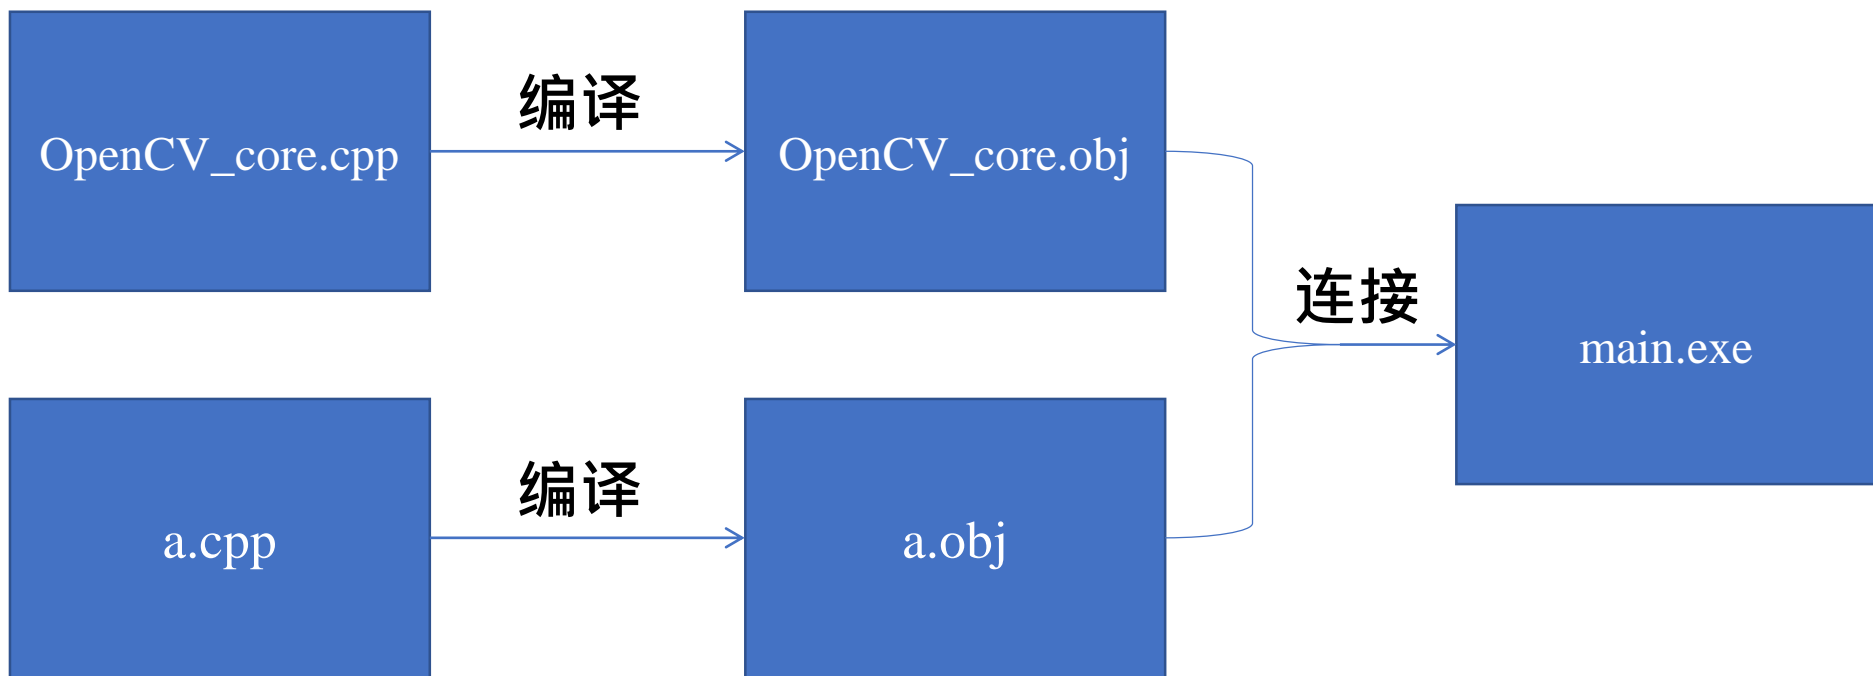 OpenCV_core.cpp
编译
OpenCV_core.obj
连接
main.exe
a.cpp
编译
a.obj